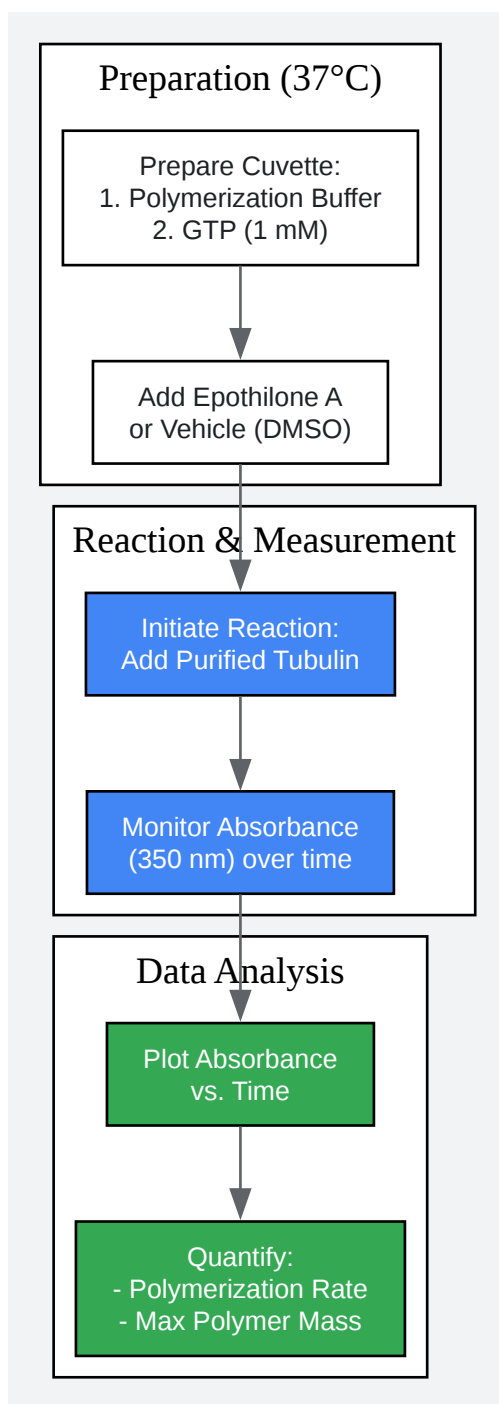 Preparation (37°C)
Prepare Cuvette:
1. Polymerization Buffer
2. GTP (1 mM)
Add Epothilone A
or Vehicle (DMSO)
Reaction & Measurement
Initiate Reaction:
Add Purified Tubulin
Monitor Absorbance
(350 nm) over time
Data Analysis
Plot Absorbance
vs. Time
Quantify:
- Polymerization Rate
- Max Polymer Mass